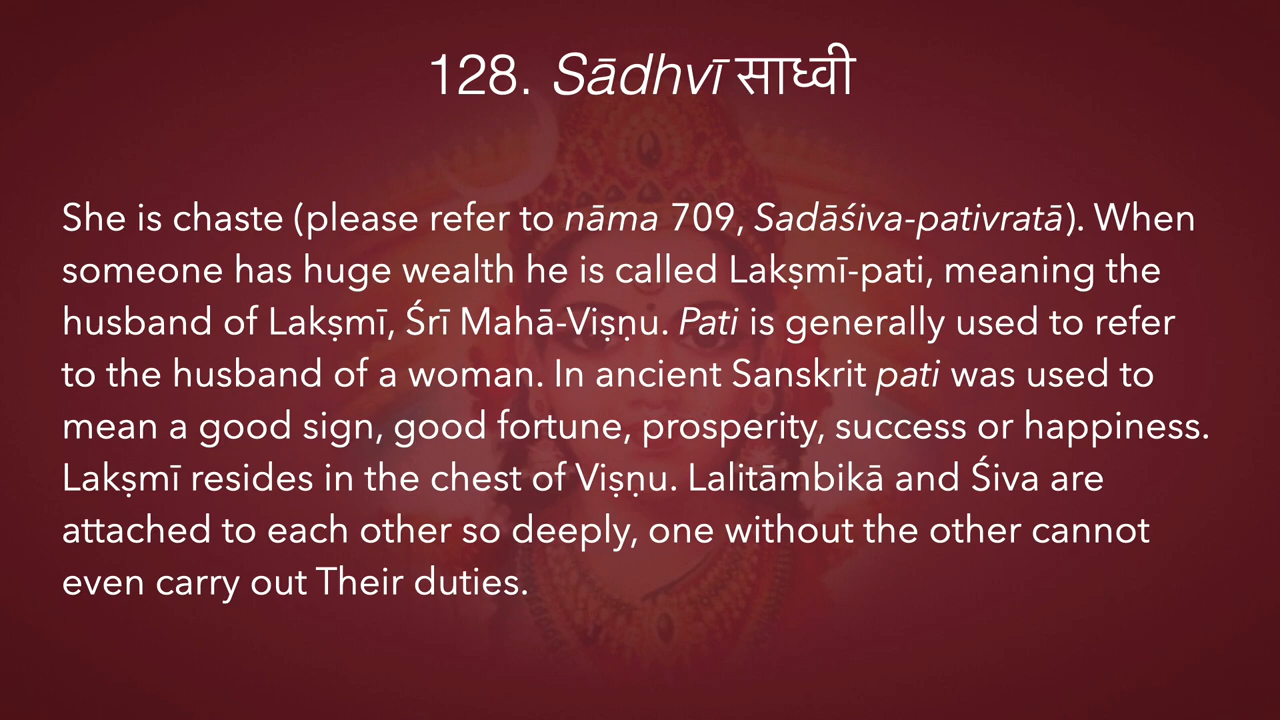 128. Sādhvī साध्वी
She is chaste (please refer to nāma 709, Sadāśiva-pativratā). When
someone has huge wealth he is called Lakṣmī-pati, meaning the
husband of Lakṣmī, Śrī Mahā-Viṣṇu. Pati is generally used to refer
to the husband of a woman. In ancient Sanskrit pati was used to
mean a good sign, good fortune, prosperity, success or happiness.
Lakṣmī resides in the chest of Viṣṇu. Lalitāmbikā and Śiva are
attached to each other so deeply, one without the other cannot
even carry out Their duties.